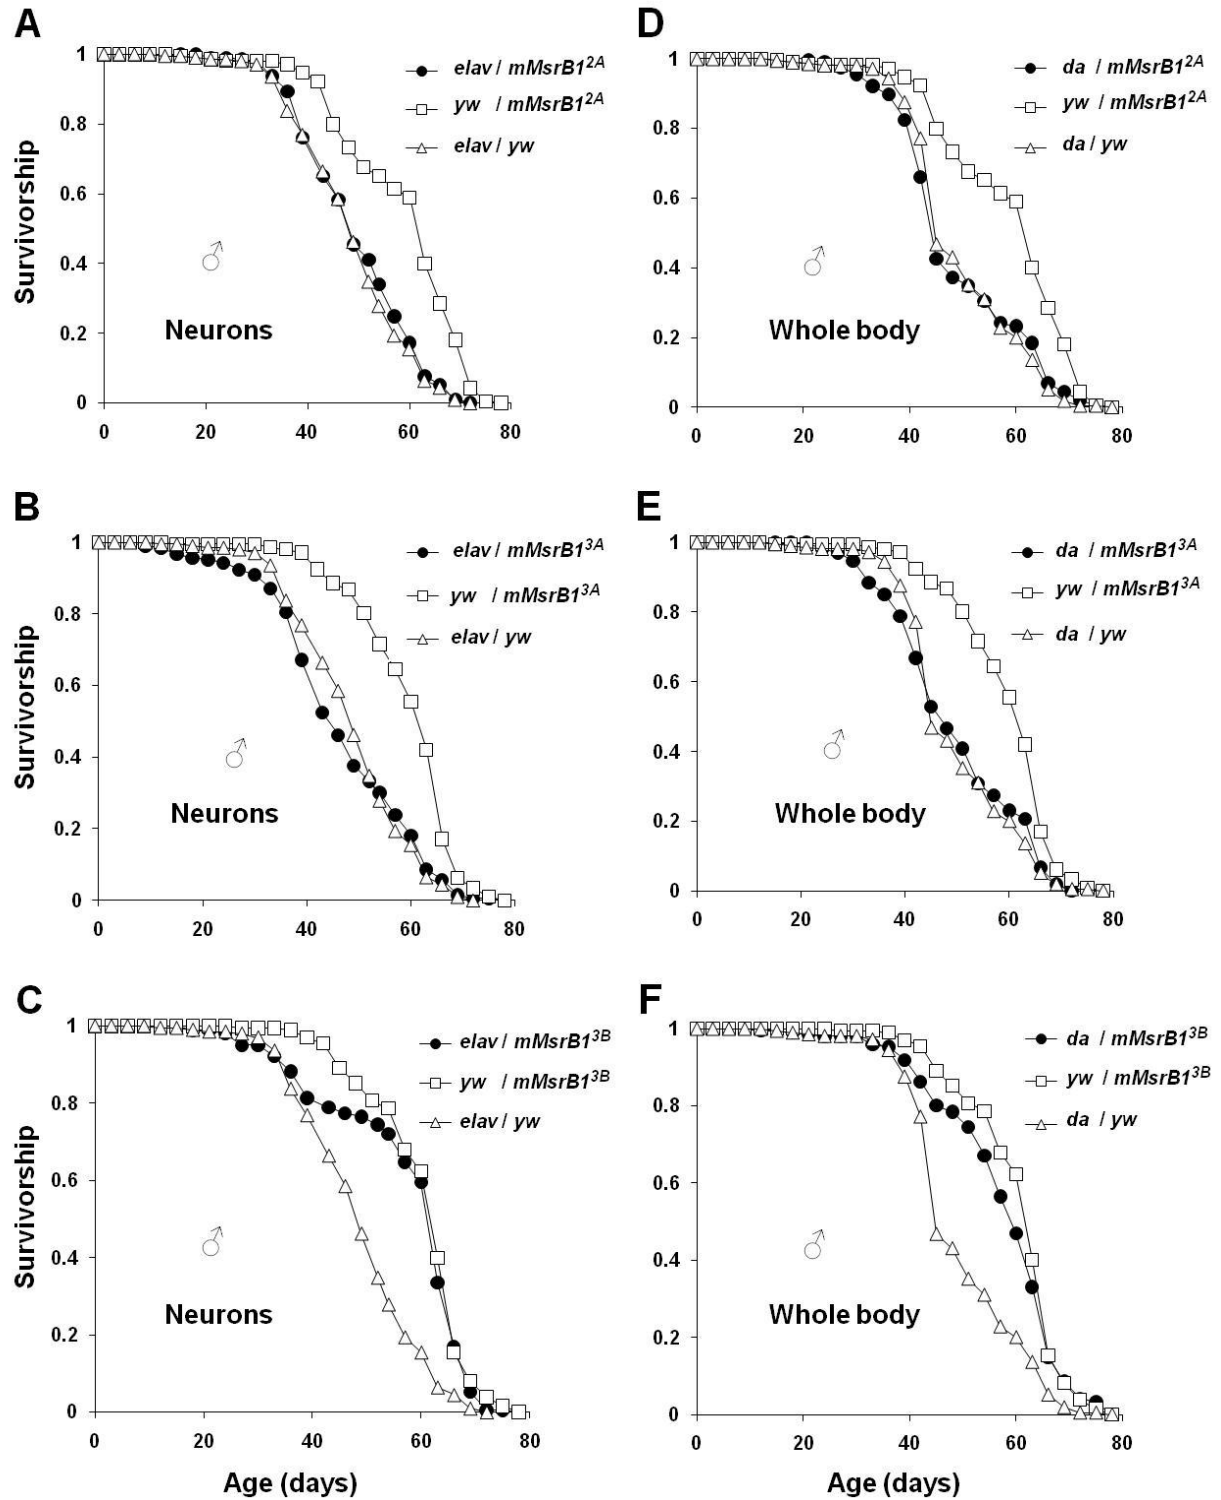 A
1
0.8
0.6
0.4
0.2
0
0 20 40 60 80
Survivorship
elav / mMsrB1^2A
yw / mMsrB1^2A
elav / yw
♂
Neurons
D
1
0.8
0.6
0.4
0.2
0
0 20 40 60 80
da / mMsrB1^2A
yw / mMsrB1^2A
da / yw
♂
Whole body
B
1
0.8
0.6
0.4
0.2
0
0 20 40 60 80
Survivorship
elav / mMsrB1^3A
yw / mMsrB1^3A
elav / yw
♂
Neurons
E
1
0.8
0.6
0.4
0.2
0
0 20 40 60 80
da / mMsrB1^3A
yw / mMsrB1^3A
da / yw
♂
Whole body
C
1
0.8
0.6
0.4
0.2
0
0 20 40 60 80
Survivorship
elav / mMsrB1^3B
yw / mMsrB1^3B
elav / yw
♂
Neurons
Age (days)
F
1
0.8
0.6
0.4
0.2
0
0 20 40 60 80
da / mMsrB1^3B
yw / mMsrB1^3B
da / yw
♂
Whole body
Age (days)